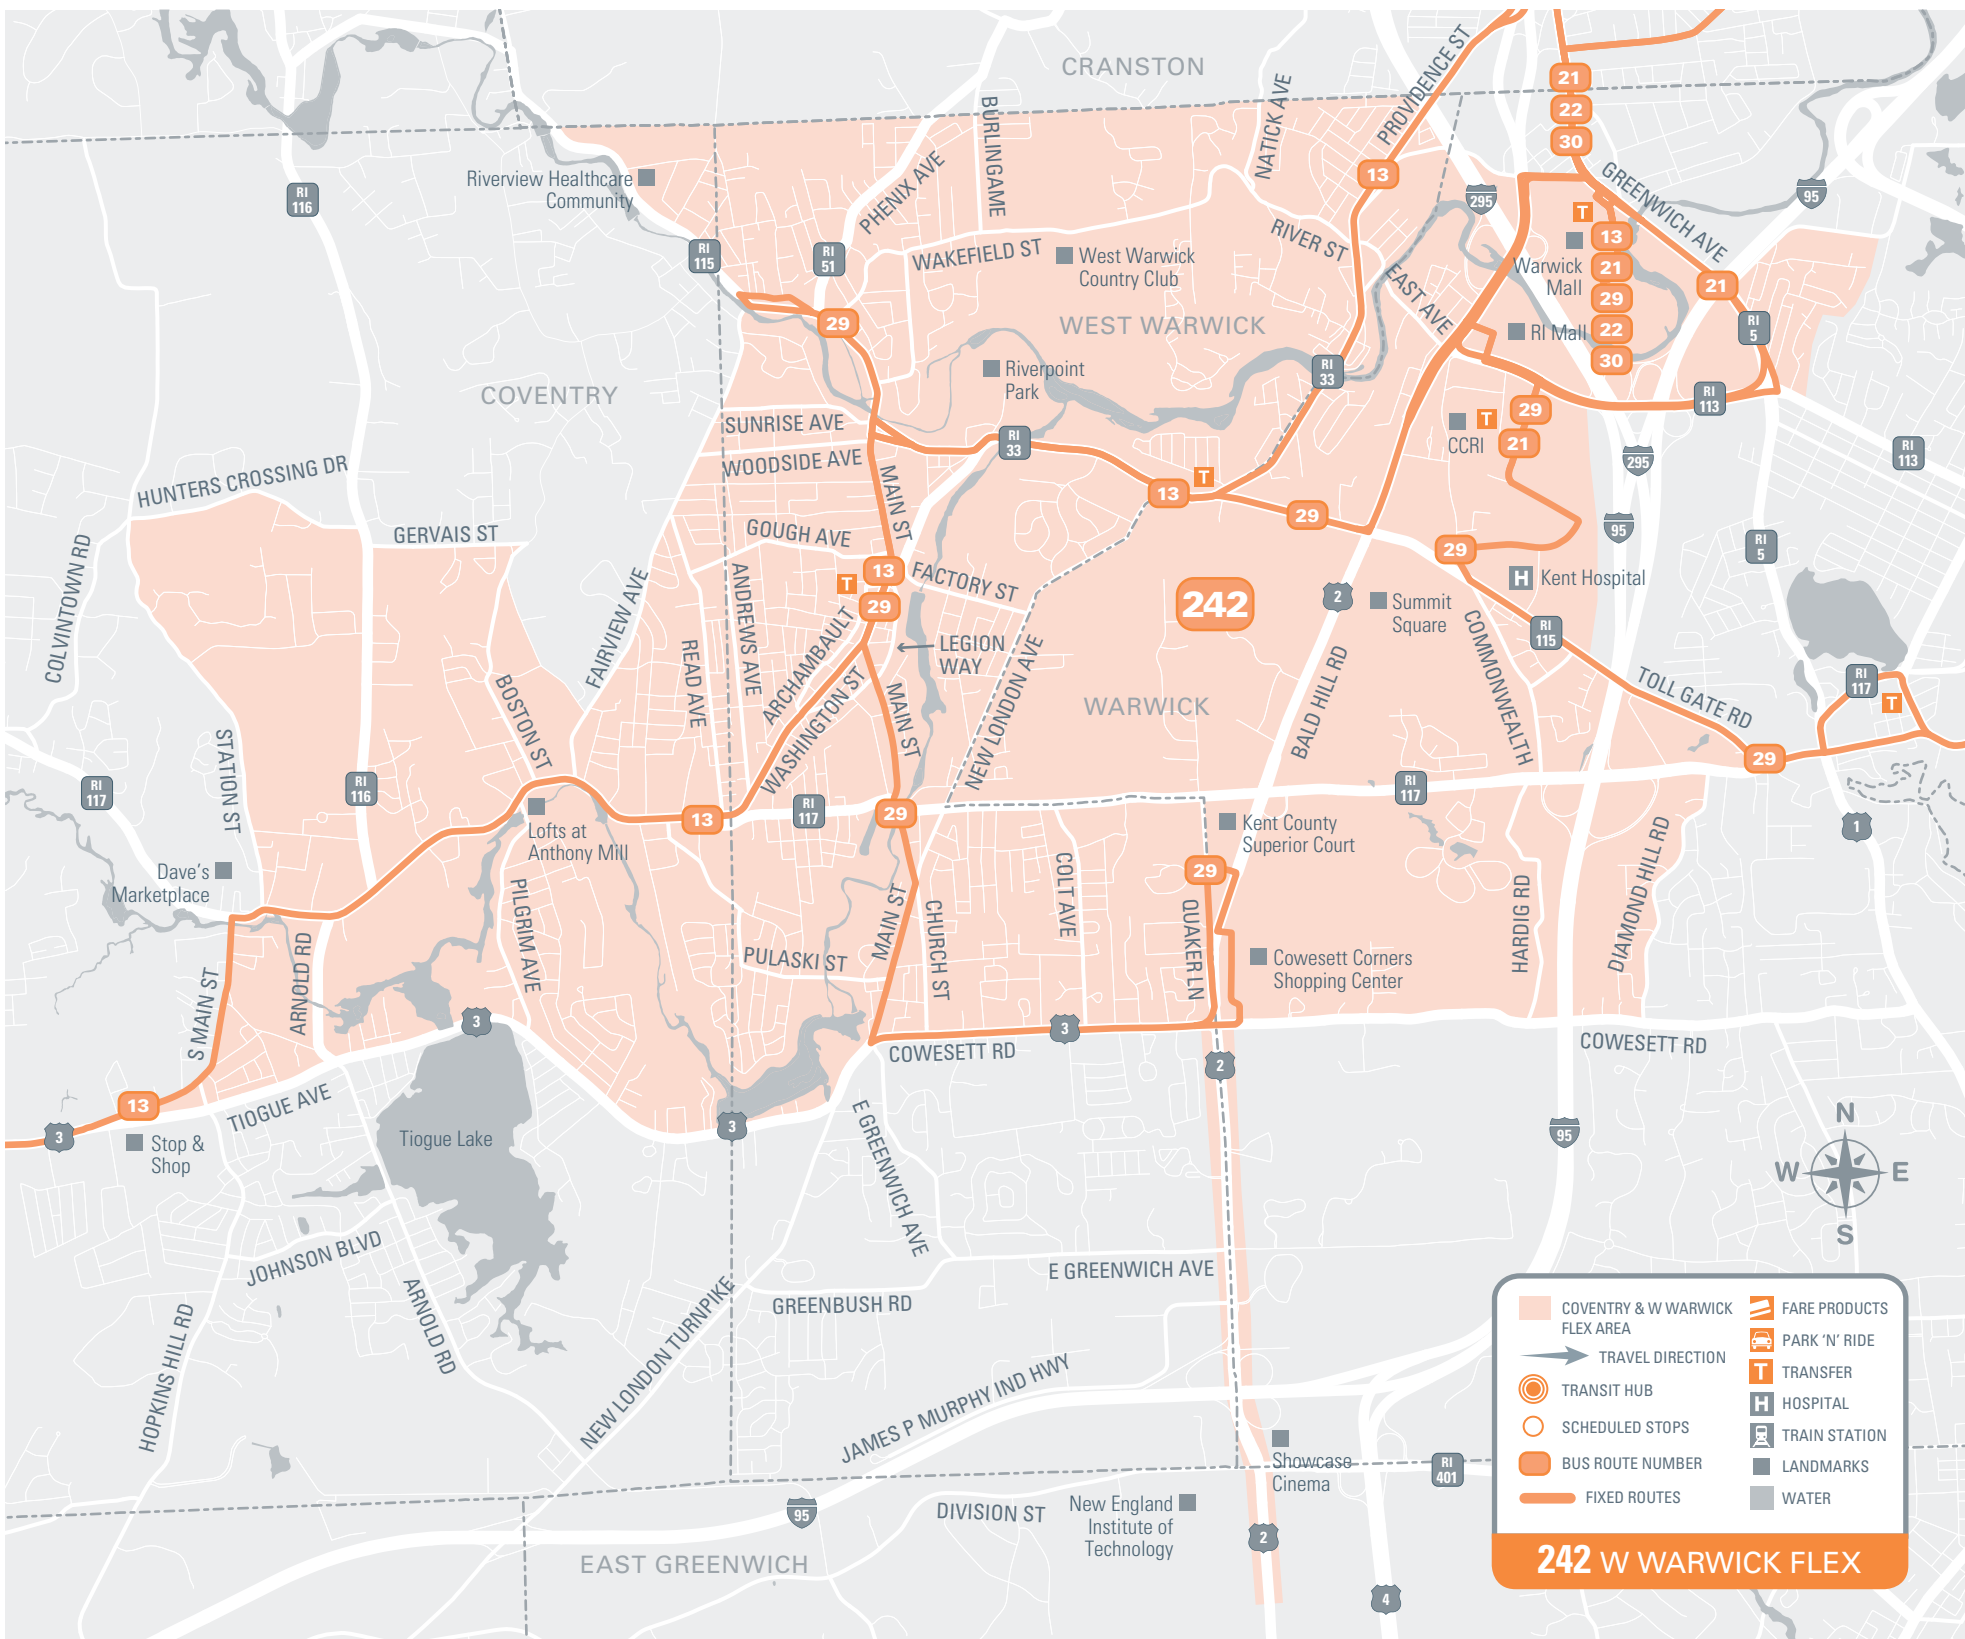 CRANSTON
BURLINGAME
NATICK AVE
PROVIDENCE ST
21
22
30
13
GREENWICH AVE
295
95
RI
116
Riverview Healthcare
Community
PHENIX AVE
RI
115
RI
51
WAKEFIELD ST
West Warwick
Country Club
RIVER ST
EAST AVE
T
13
Warwick
Mall
21
29
RI Mall
22
30
21
RI
5
29
WEST WARWICK
COVENTRY
Riverpoint
Park
RI
33
RI
113
SUNRISE AVE
WOODSIDE AVE
RI
33
CCRI
T
29
21
295
RI
113
HUNTERS CROSSING DR
GERVAIS ST
MAIN ST
13
T
29
95
RI
5
COLVINTOWN RD
GOUGH AVE
13
T
29
FACTORY ST
FAIRVIEW AVE
ANDREWS AVE
READ AVE
ARCHAMBAULT
WASHINGTON ST
LEGION
WAY
NEW LONDON AVE
242
29
H
Kent Hospital
2
Summit
Square
COMMONWEALTH
RI
115
TOLL GATE RD
RI
117
T
WARWICK
BALD HILL RD
BOSTON ST
MAIN ST
STATION ST
RI
117
RI
116
13
RI
117
29
RI
117
29
1
Lofts at
Anthony Mill
Kent County
Superior Court
Dave's
Marketplace
PILGRIM AVE
COLT AVE
29
QUAKER LN
HARDIG RD
DIAMOND HILL RD
MAIN ST
CHURCH ST
PULASKI ST
Cowesett Corners
Shopping Center
ARNOLD RD
S MAIN ST
3
3
COWESETT RD
COWESETT RD
2
13
TIOGUE AVE
3
3
95
Stop &
Shop
Tiogue Lake
E GREENWICH AVE
N
W
E
S
JOHNSON BLVD
E GREENWICH AVE
GREENBUSH RD
ARNOLD RD
HOPKINS HILL RD
NEW LONDON TURNPIKE
JAMES P MURPHY IND HWY
Showcase
Cinema
RI
401
95
DIVISION ST
New England
Institute of
Technology
2
EAST GREENWICH
4
COVENTRY & W WARWICK
FLEX AREA
TRAVEL DIRECTION
TRANSIT HUB
SCHEDULED STOPS
BUS ROUTE NUMBER
FIXED ROUTES
FARE PRODUCTS
PARK 'N' RIDE
T
TRANSFER
H
HOSPITAL
TRAIN STATION
LANDMARKS
WATER
242 W WARWICK FLEX